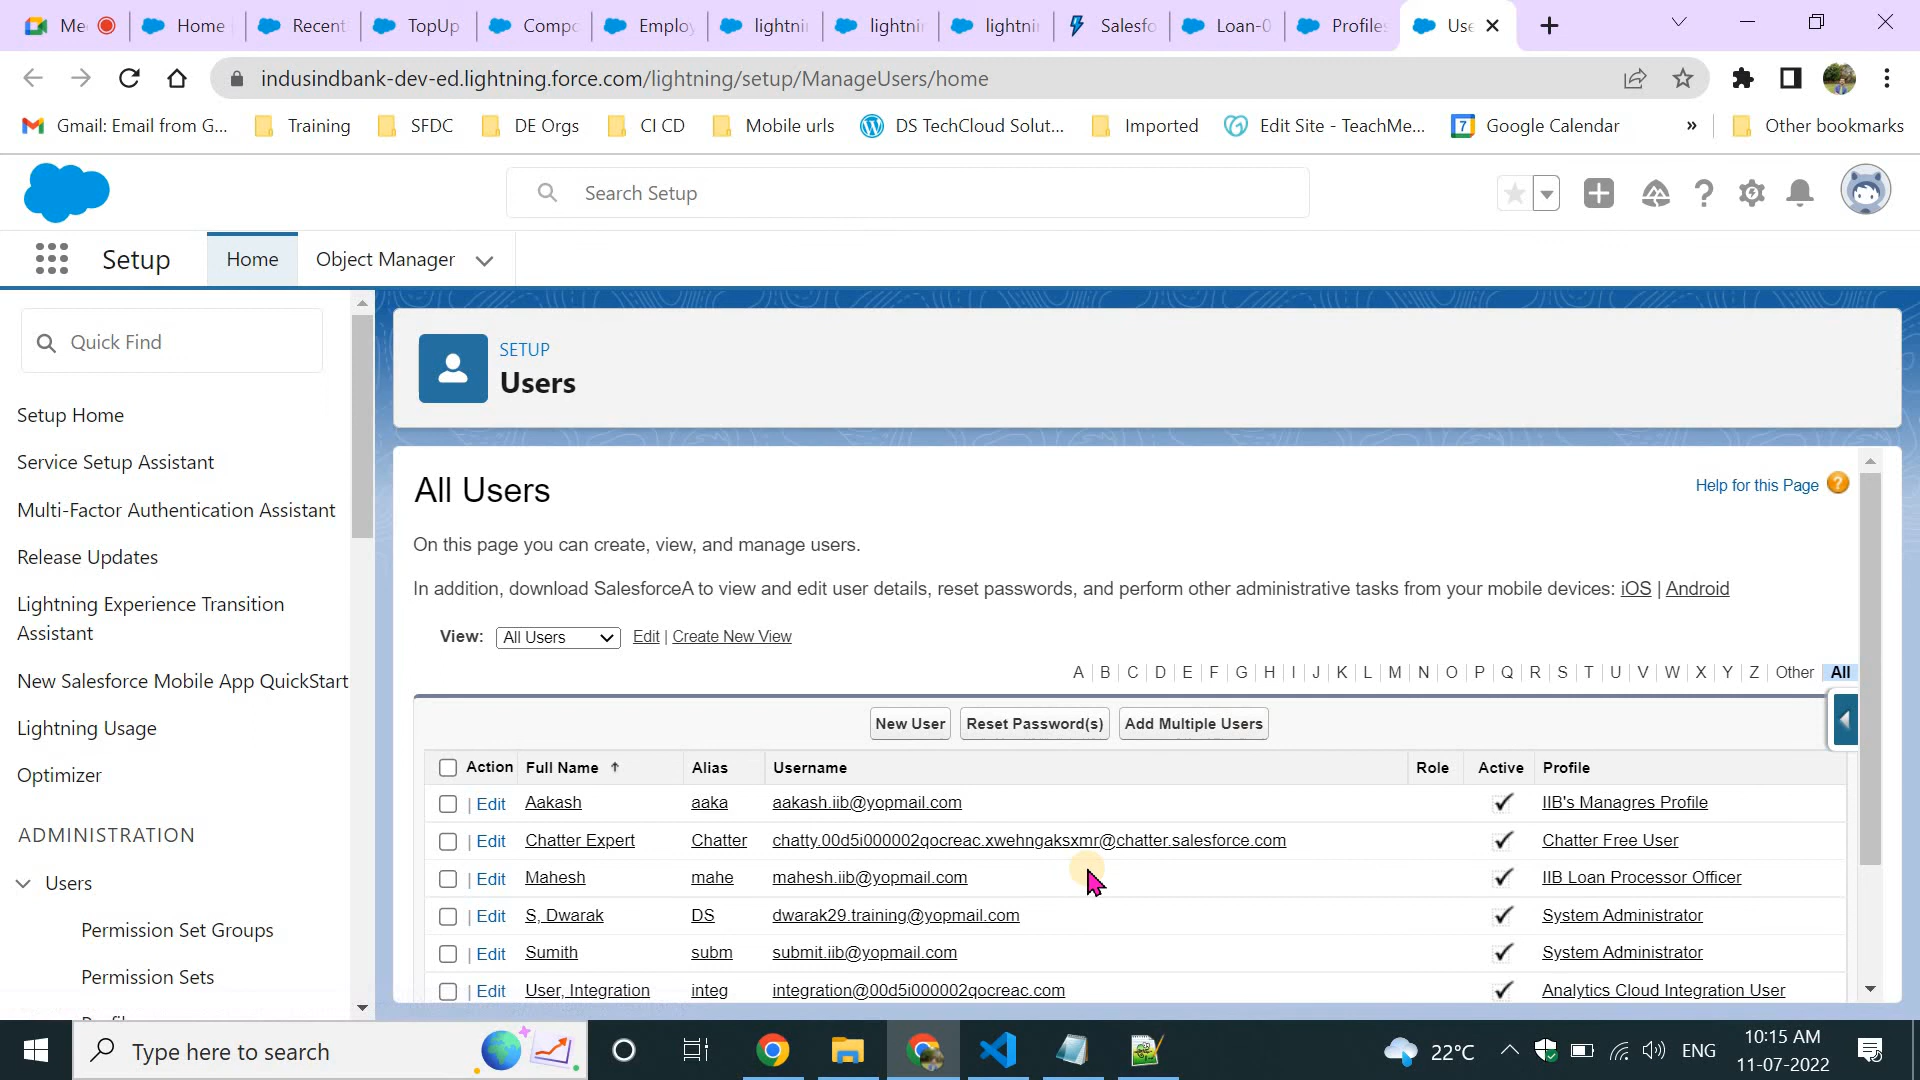 Me
Home
Recent
TopUp
Compo
Employ
lightnin
lightnin
lightnin
Salesfo
Loan-0
Profiles
Use
indusindbank-dev-ed.lightning.force.com/lightning/setup/ManageUsers/home
Gmail: Email from G...
Training
SFDC
DE Orgs
CI CD
Mobile urls
DS TechCloud Solut...
Imported
Edit Site - TeachMe...
7
Google Calendar
»
Other bookmarks
Search Setup
Setup
Home
Object Manager
Quick Find
Setup Home
Service Setup Assistant
Multi-Factor Authentication Assistant
Release Updates
Lightning Experience Transition
Assistant
New Salesforce Mobile App QuickStart
Lightning Usage
Optimizer
ADMINISTRATION
Users
Permission Set Groups
Permission Sets
SETUP
Users
All Users
Help for this Page ?
On this page you can create, view, and manage users.
In addition, download SalesforceA to view and edit user details, reset passwords, and perform other administrative tasks from your mobile devices: iOS | Android
View: All Users Edit | Create New View
A B C D E F G H I J K L M N O P Q R S T U V W X Y Z Other All
New User Reset Password(s) Add Multiple Users
Action Full Name Alias Username Role Active Profile
| Edit Aakash aaka aakash.iib@yopmail.com IIB's Managres Profile
| Edit Chatter Expert Chatter chatty.00d5i000002qocreac.xwehngaksxmr@chatter.salesforce.com Chatter Free User
| Edit Mahesh mahe mahesh.iib@yopmail.com IIB Loan Processor Officer
| Edit S, Dwarak DS dwarak29.training@yopmail.com System Administrator
| Edit Sumith subm submit.iib@yopmail.com System Administrator
| Edit User, Integration integ integration@00d5i000002qocreac.com Analytics Cloud Integration User
Type here to search
22°C
ENG
10:15 AM
11-07-2022